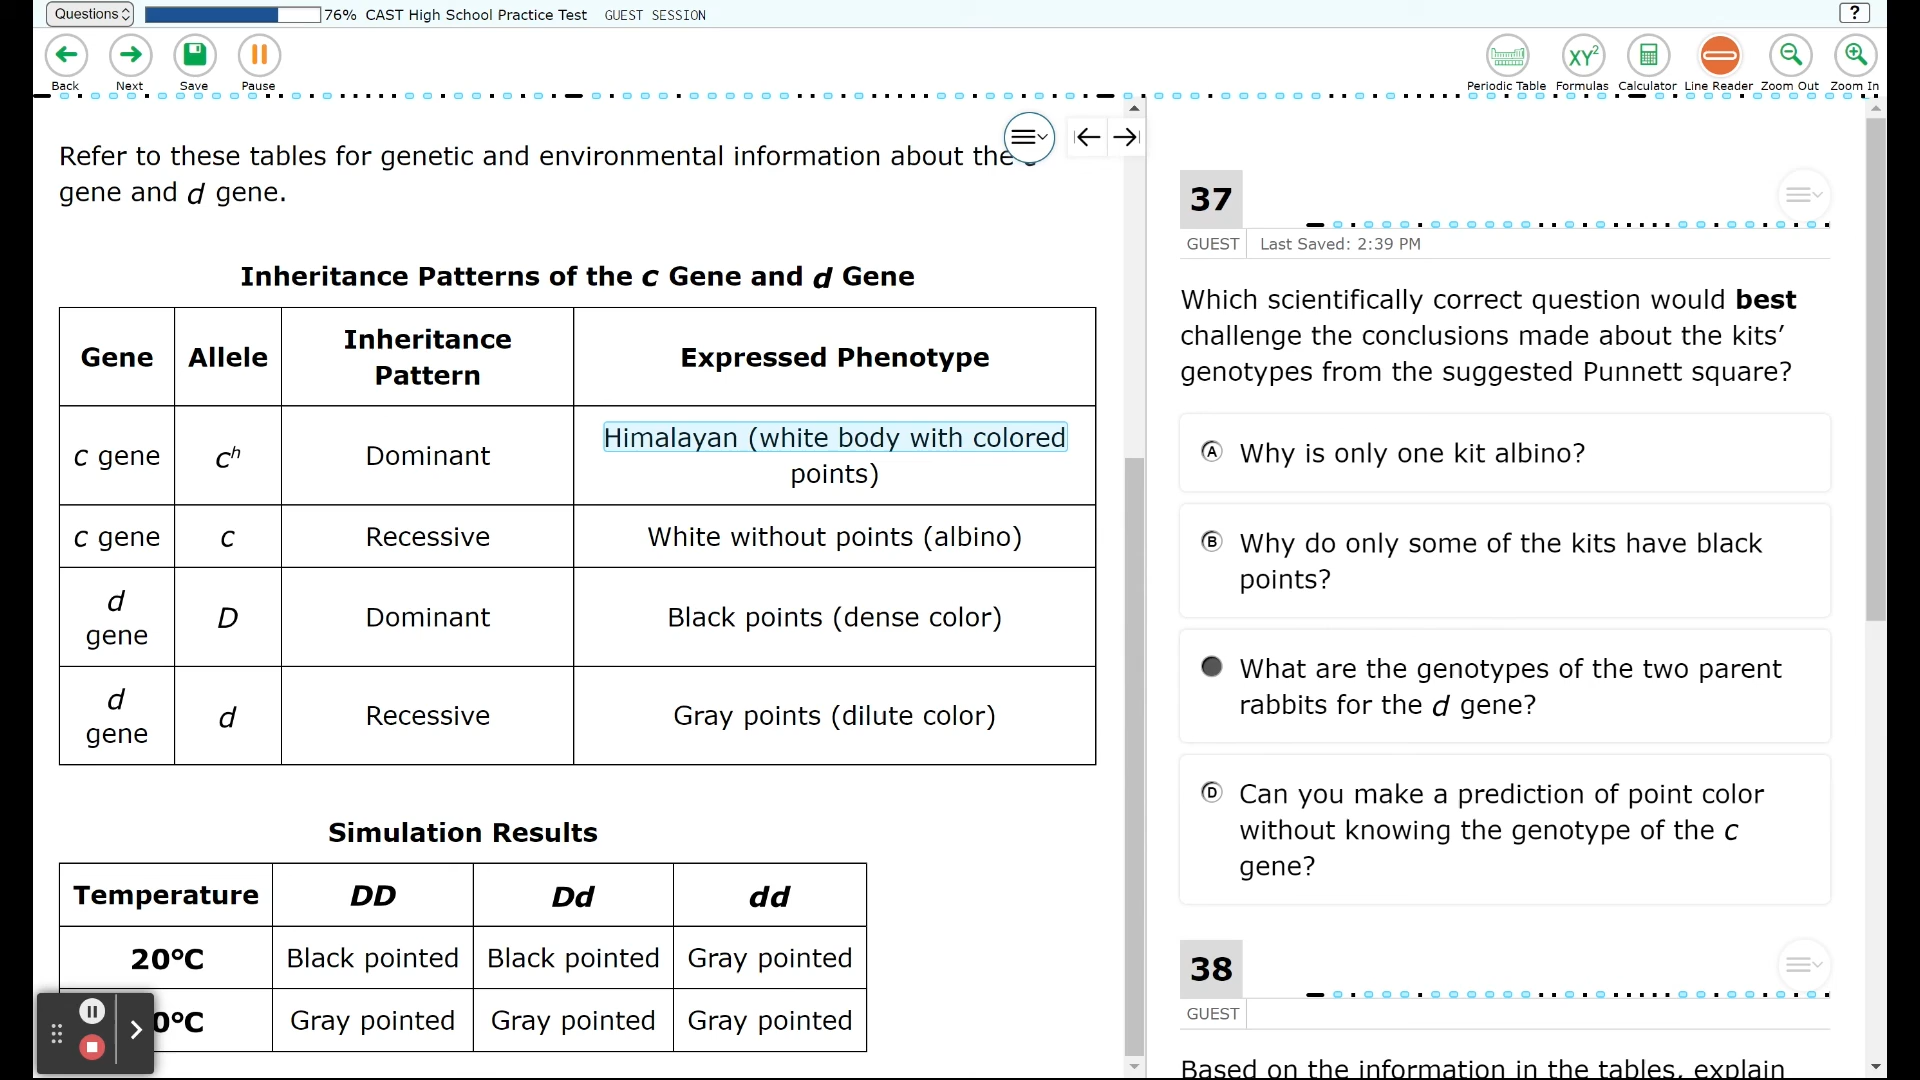 Questions
76% CAST High School Practice Test GUEST SESSION
?
Back Next Save Pause
Periodic Table Formulas Calculator Line Reader Zoom Out Zoom In
Refer to these tables for genetic and environmental information about the
gene and d gene.
Inheritance Patterns of the c Gene and d Gene
Gene Allele Inheritance Pattern Expressed Phenotype
c gene cʰ Dominant Himalayan (white body with colored points)
c gene c Recessive White without points (albino)
d gene D Dominant Black points (dense color)
d gene d Recessive Gray points (dilute color)
Simulation Results
Temperature DD Dd dd
20°C Black pointed Black pointed Gray pointed
0°C Gray pointed Gray pointed Gray pointed
37
GUEST Last Saved: 2:39 PM
Which scientifically correct question would best
challenge the conclusions made about the kits’
genotypes from the suggested Punnett square?
A Why is only one kit albino?
B Why do only some of the kits have black
points?
What are the genotypes of the two parent
rabbits for the d gene?
D Can you make a prediction of point color
without knowing the genotype of the c
gene?
38
GUEST
Based on the information in the tables, explain